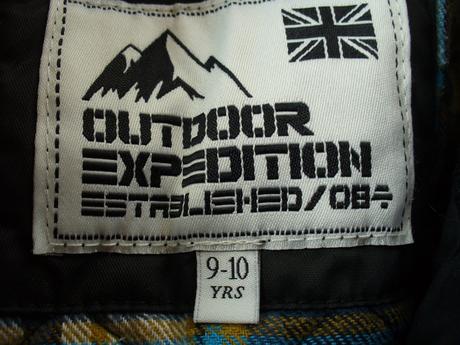 OUTDOOR
EXPEDITION
ESTABLISHED/084
9-10
YRS